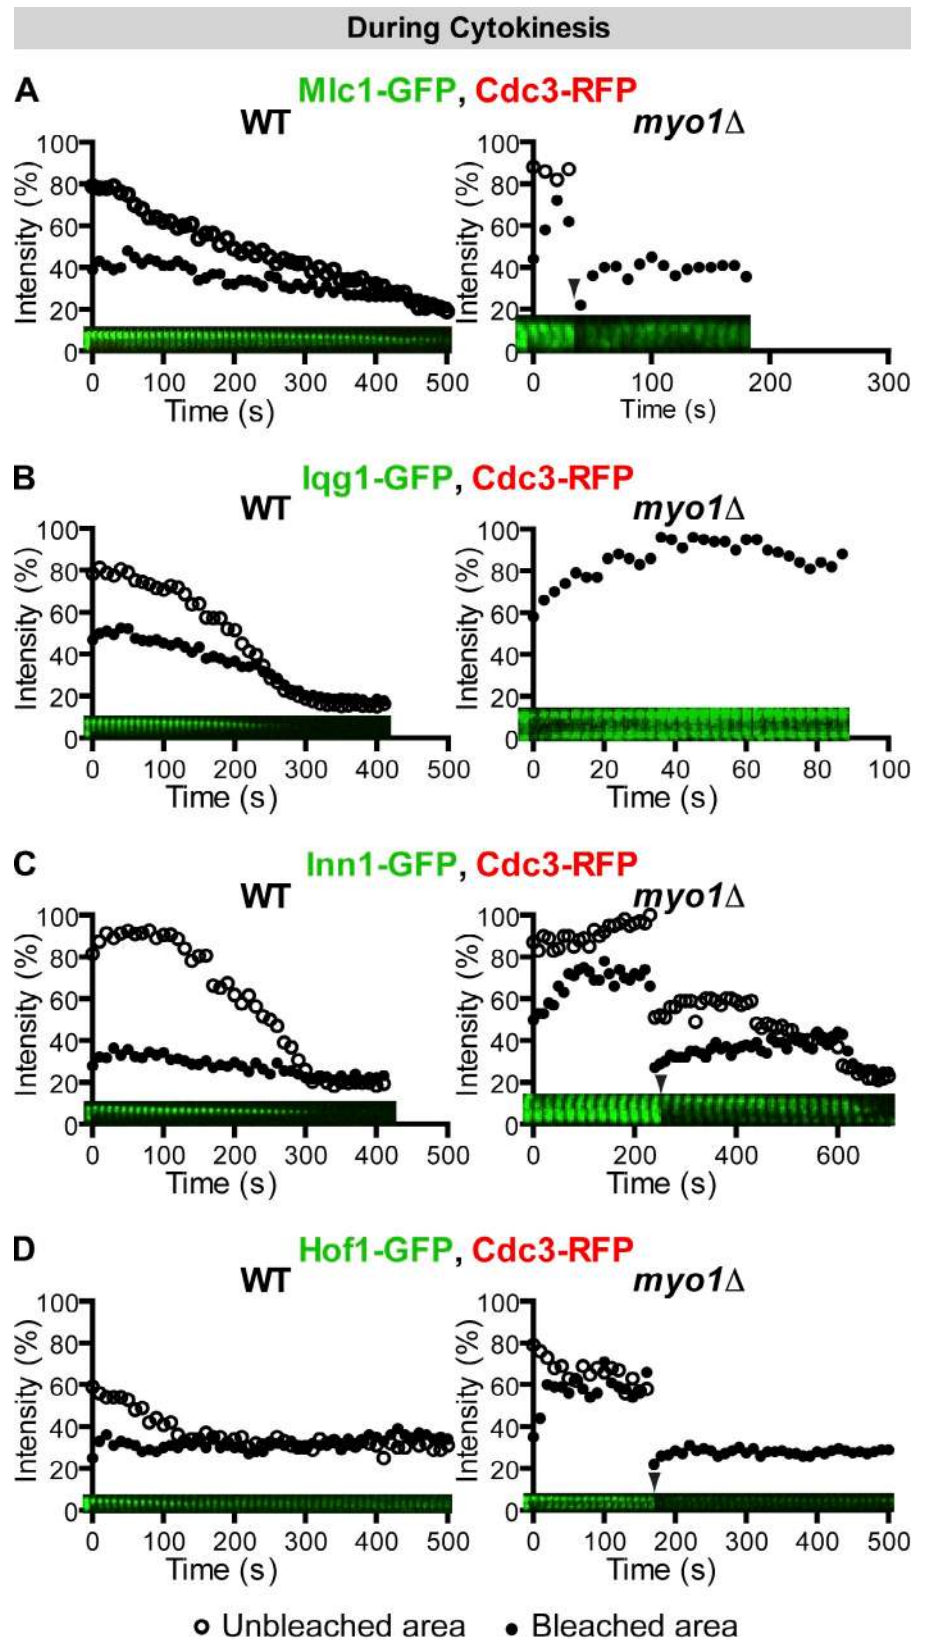 During Cytokinesis
A Mlc1-GFP, Cdc3-RFP
WT myo1Δ
Intensity (%) 100 80 60 40 20 0
Intensity (%) 100 80 60 40 20 0
0 100 200 300 400 500 0 100 200 300
Time (s) Time (s)
B Iqg1-GFP, Cdc3-RFP
WT myo1Δ
Intensity (%) 100 80 60 40 20 0
Intensity (%) 100 80 60 40 20 0
0 100 200 300 400 500 0 20 40 60 80 100
Time (s) Time (s)
C Inn1-GFP, Cdc3-RFP
WT myo1Δ
Intensity (%) 100 80 60 40 20 0
Intensity (%) 100 80 60 40 20 0
0 100 200 300 400 500 0 200 400 600
Time (s) Time (s)
D Hof1-GFP, Cdc3-RFP
WT myo1Δ
Intensity (%) 100 80 60 40 20 0
Intensity (%) 100 80 60 40 20 0
0 100 200 300 400 500 0 100 200 300 400 500
Time (s) Time (s)
Unbleached area Bleached area